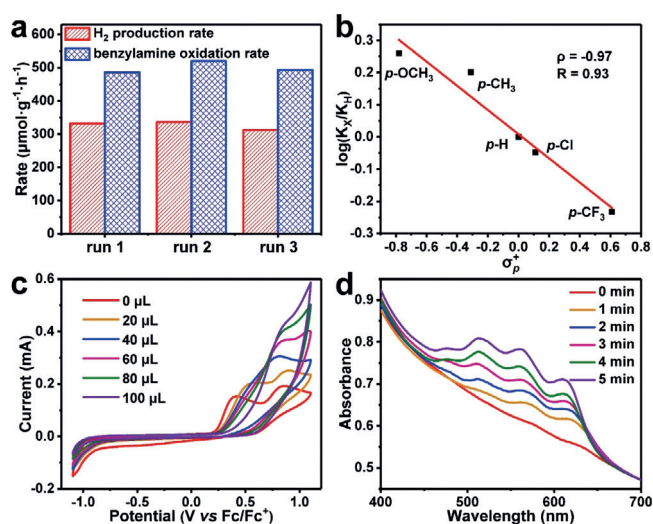 a
H₂ production rate
benzylamine oxidation rate
Rate (μmol·g⁻¹·h⁻¹)
600
500
400
300
200
100
0
run 1 run 2 run 3
b
ρ = -0.97
R = 0.93
p-OCH₃
p-CH₃
p-H
p-Cl
p-CF₃
log(K_X/K_H)
0.3
0.2
0.1
0.0
-0.1
-0.2
-0.3
-0.8 -0.6 -0.4 -0.2 0.0 0.2 0.4 0.6 0.8
σ_p⁺
c
0 μL
20 μL
40 μL
60 μL
80 μL
100 μL
Current (mA)
0.6
0.4
0.2
0.0
-0.2
-1.0 -0.5 0.0 0.5 1.0
Potential (V vs Fc/Fc⁺)
d
0 min
1 min
2 min
3 min
4 min
5 min
Absorbance
0.9
0.8
0.7
0.6
0.5
400 500 600 700
Wavelength (nm)